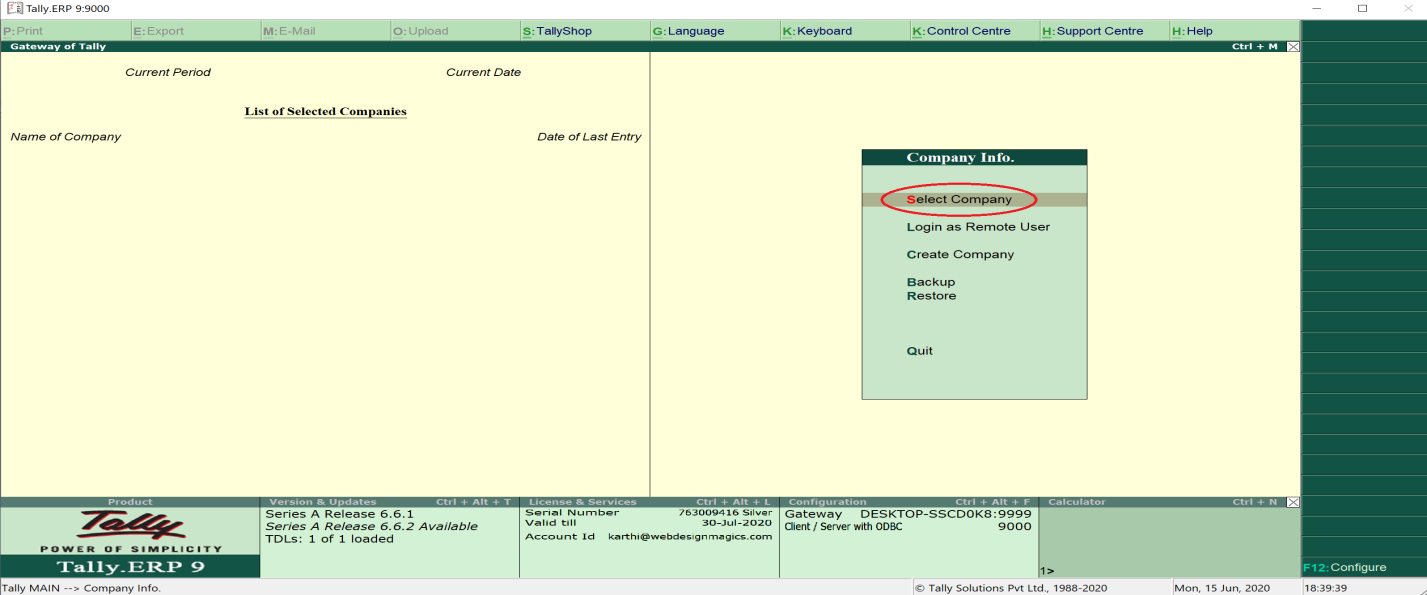 Tally.ERP 9:9000
P:Print E:Export M:E-Mail O:Upload S:TallyShop G:Language K:Keyboard K:Control Centre H:Support Centre H:Help
Gateway of Tally Ctrl + M
Current Period Current Date
List of Selected Companies
Name of Company Date of Last Entry
Company Info.
Select Company
Login as Remote User
Create Company
Backup
Restore
Quit
Product
Tally
POWER OF SIMPLICITY
Tally.ERP 9
Version & Updates Ctrl + Alt + T
Series A Release 6.6.1
Series A Release 6.6.2 Available
TDLs: 1 of 1 loaded
License & Services Ctrl + Alt + L
Serial Number 763009416 Silver
Valid till 30-Jul-2020
Account Id karthi@webdesignmagics.com
Configuration Ctrl + Alt + F
Gateway DESKTOP-SSCD0K8:9999
Client / Server with ODBC 9000
Calculator Ctrl + N
1>
F12:Configure
Tally MAIN --> Company Info. © Tally Solutions Pvt Ltd., 1988-2020 Mon, 15 Jun, 2020 18:39:39